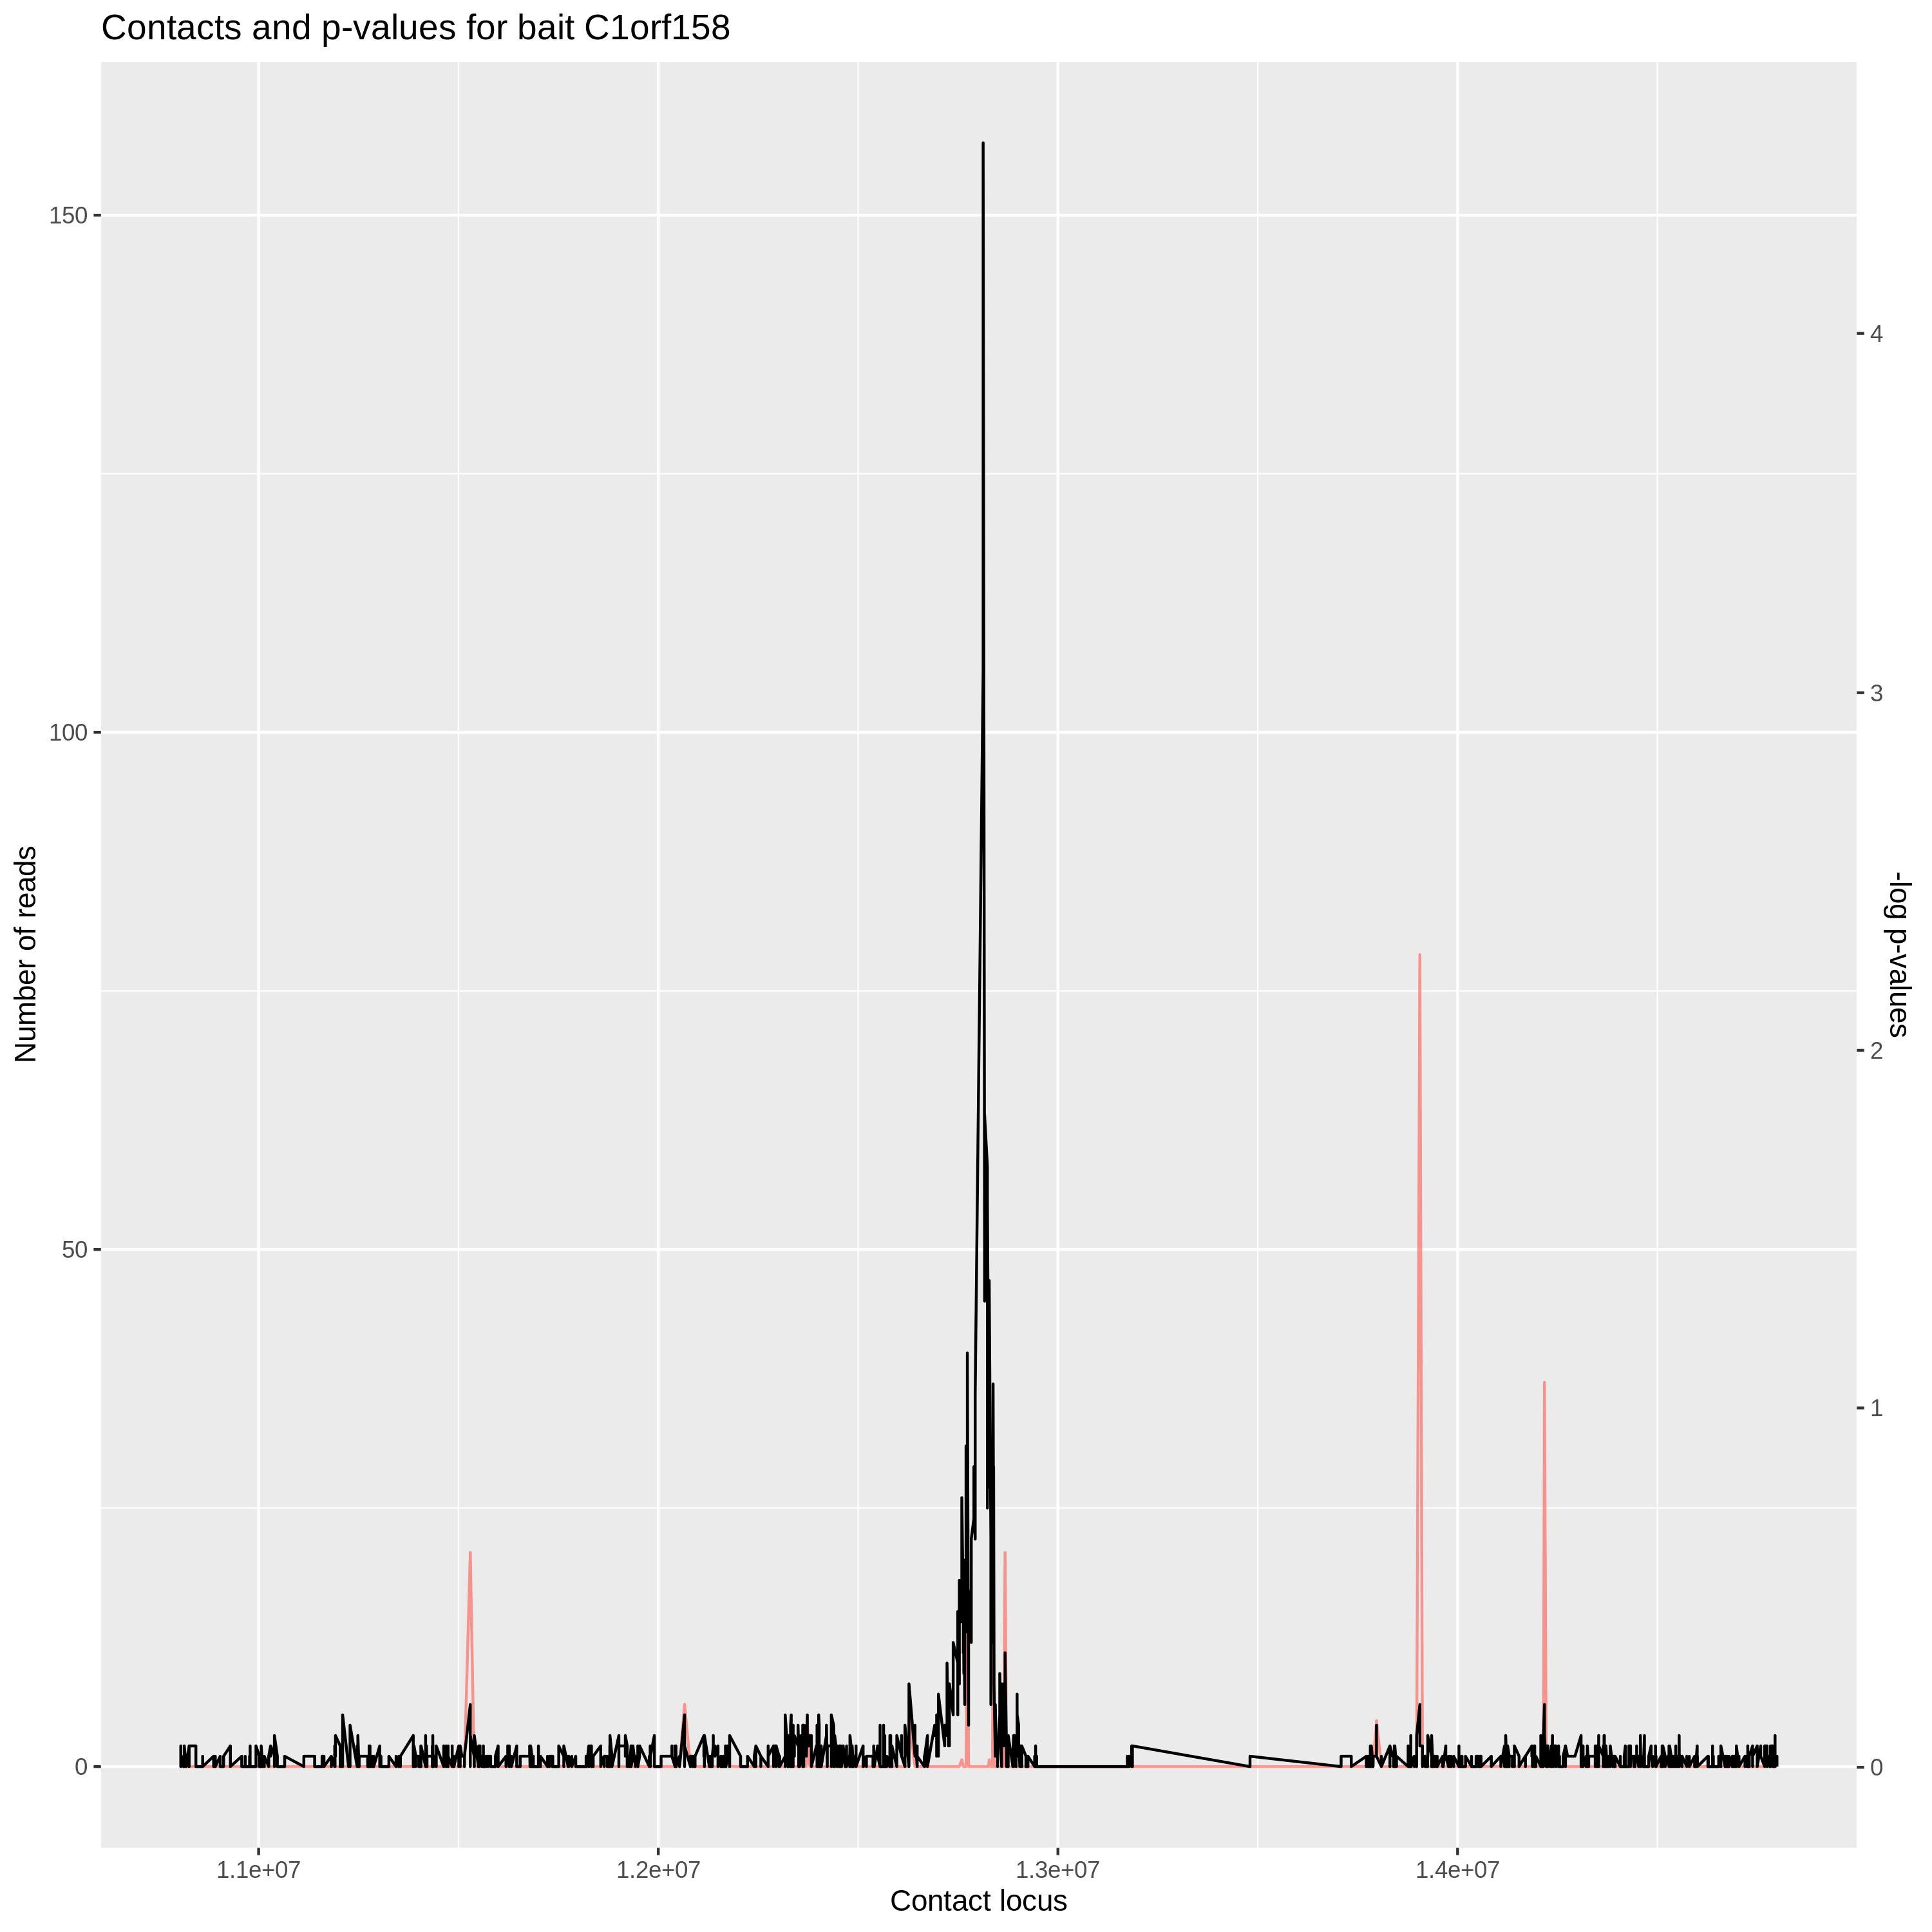 Contacts and p-values for bait C1orf158
150
100
50
0
4
3
2
1
0
Number of reads
-log p-values
1.1e+07
1.2e+07
1.3e+07
1.4e+07
Contact locus